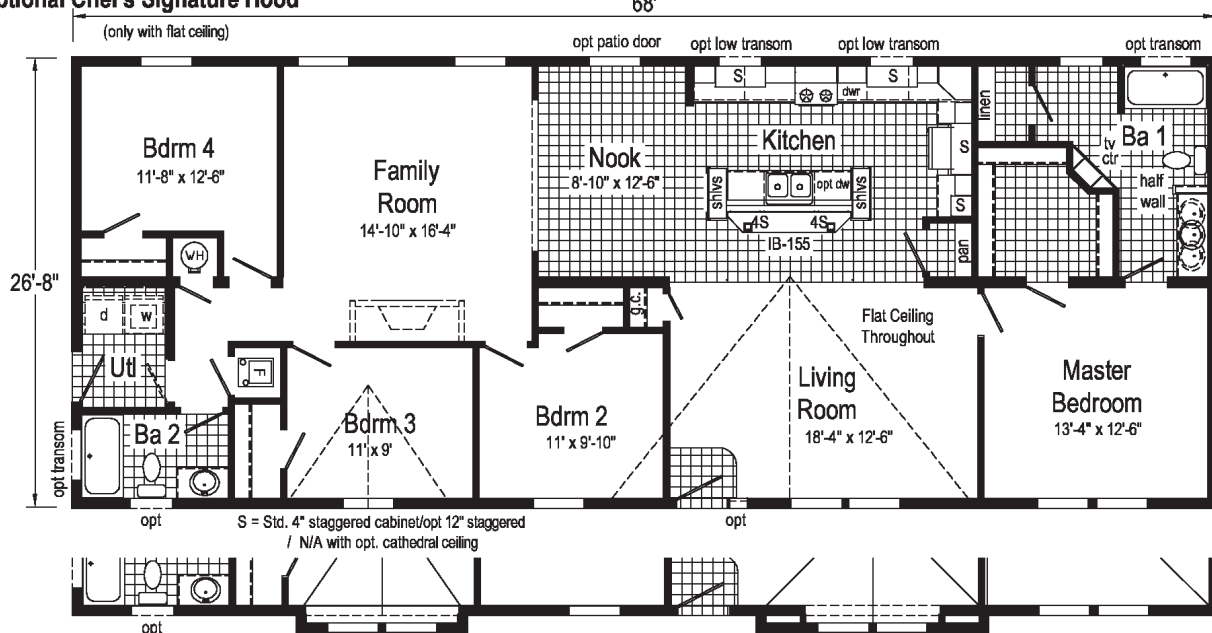 ptional Chef's Signature Hood
68'
(only with flat ceiling)
opt patio door
opt low transom
opt low transom
opt transom
26'-8"
Bdrm 4
11'-8" x 12'-6"
Family
Room
14'-10" x 16'-4"
Nook
8'-10" x 12'-6"
Kitchen
S
S
dwr
S
S
shlvs
opt dw
shlvs
4S
4S
IB-155
pan
linen
Ba 1
tv
ctr
half
wall
WH
d
w
Utl
F
g.c.
Flat Ceiling
Throughout
Living
Room
18'-4" x 12'-6"
Master
Bedroom
13'-4" x 12'-6"
Bdrm 3
11' x 9'
Bdrm 2
11' x 9'-10"
Ba 2
opt transom
opt
S = Std. 4" staggered cabinet/opt 12" staggered
/ N/A with opt. cathedral ceiling
opt
opt